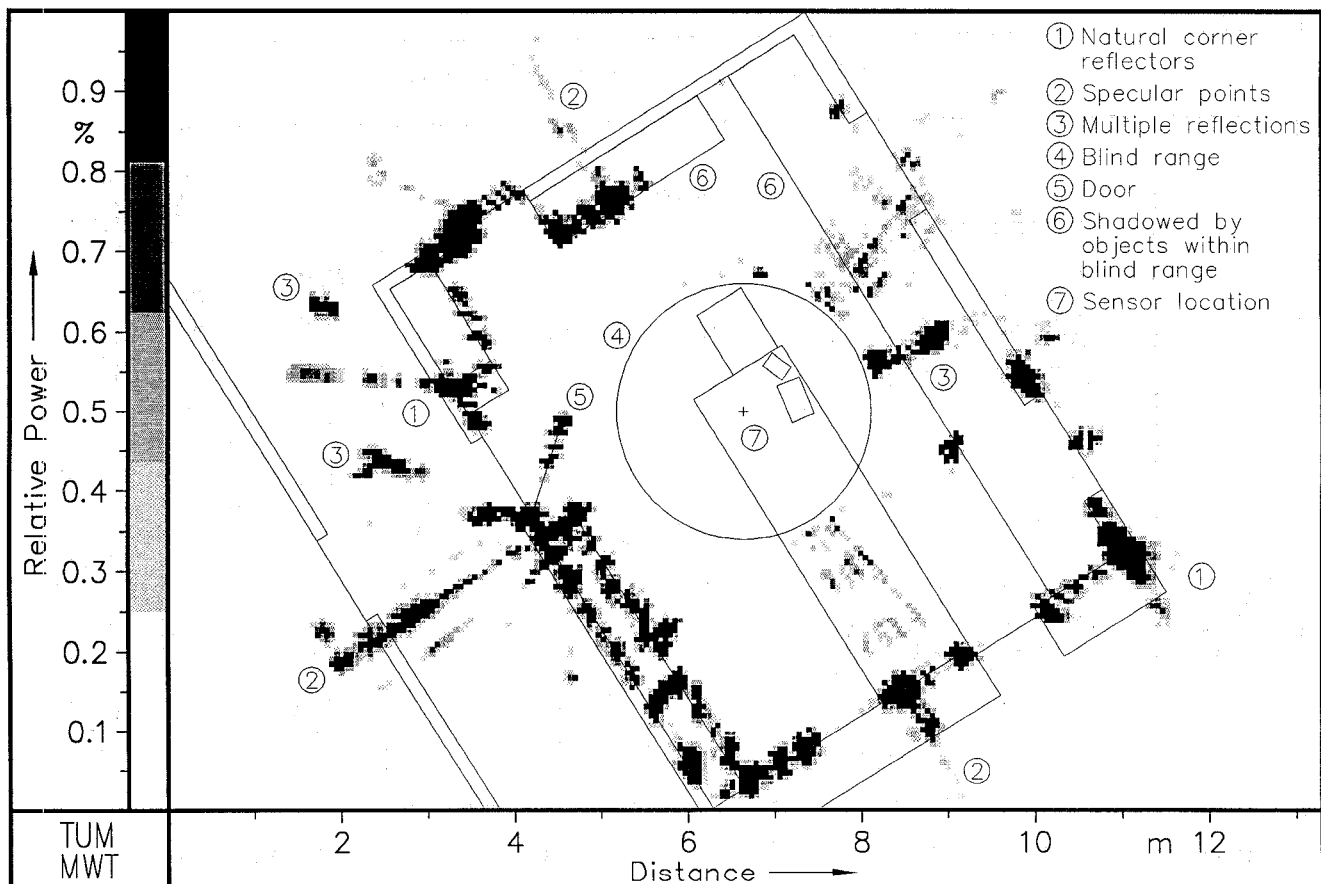 ① Natural corner
reflectors
② Specular points
③ Multiple reflections
④ Blind range
⑤ Door
⑥ Shadowed by
objects within
blind range
⑦ Sensor location
Relative Power
0.9
%
0.8
0.7
0.6
0.5
0.4
0.3
0.2
0.1
②
⑥ ⑥
③
④
③
①
⑤
⑦
③
①
②
②
TUM
MWT
2 4 6 8 10 m 12
Distance